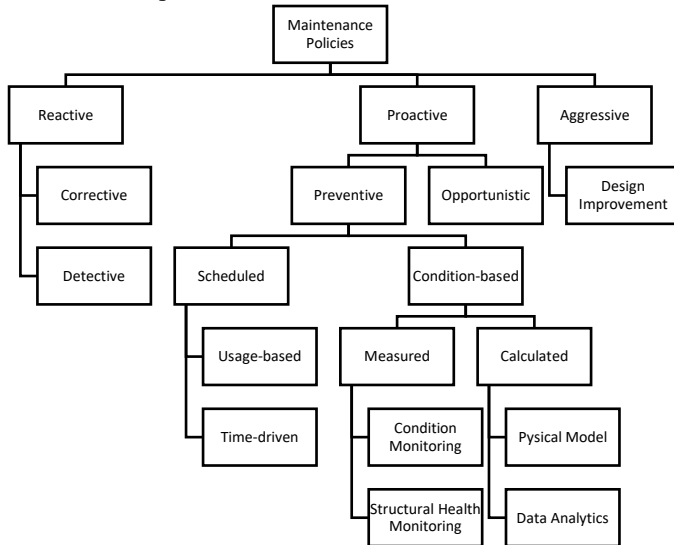 Maintenance
Policies
Reactive
Proactive
Aggressive
Corrective
Preventive
Opportunistic
Design
Improvement
Detective
Scheduled
Condition-based
Usage-based
Measured
Calculated
Time-driven
Condition
Monitoring
Pysical Model
Structural Health
Monitoring
Data Analytics